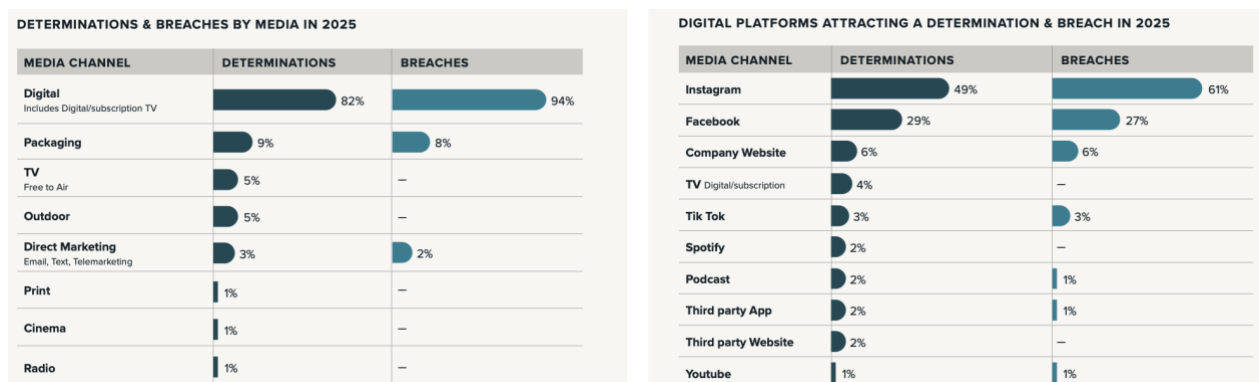 DETERMINATIONS & BREACHES BY MEDIA IN 2025
MEDIA CHANNEL DETERMINATIONS BREACHES
Digital
Includes Digital/subscription TV
82% 94%
Packaging 9% 8%
TV
Free to Air
5% –
Outdoor 5% –
Direct Marketing
Email, Text, Telemarketing
3% 2%
Print 1% –
Cinema 1% –
Radio 1% –
DIGITAL PLATFORMS ATTRACTING A DETERMINATION & BREACH IN 2025
MEDIA CHANNEL DETERMINATIONS BREACHES
Instagram 49% 61%
Facebook 29% 27%
Company Website 6% 6%
TV Digital/subscription 4% –
Tik Tok 3% 3%
Spotify 2% –
Podcast 2% 1%
Third party App 2% 1%
Third party Website 2% –
Youtube 1% 1%